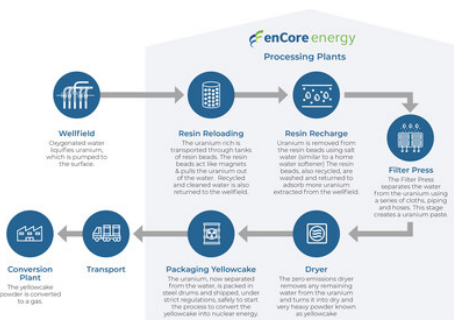 enCore energy
Processing Plants
Wellfield
Oxygenated water
liquifies uranium,
which is pumped to
the surface.
Resin Reloading
The uranium rich is
transported through tanks
of resin beads. The resin
beads act like magnets
& pulls the uranium out
of the water. Recycled
and cleaned water is also
returned to the wellfield.
Resin Recharge
Uranium is removed from
the resin beads using salt
water (similar to a home
water softener) The resin
beads, also recycled, are
washed and returned to
adsorb more uranium
extracted from the wellfield.
Filter Press
The Filter Press
separates the water
from the uranium using
a series of cloths, piping
and hoses. This stage
creates a uranium paste.
Conversion
Plant
The yellowcake
powder is converted
to a gas.
Transport
Packaging Yellowcake
The uranium, now separated
from the water, is packed in
steel drums and shipped, under
strict regulations, safely to start
the process to convert the
yellowcake into nuclear energy.
Dryer
The zero emissions dryer
removes any remaining
water from the uranium
and turns it into dry and
very heavy powder known
as yellowcake